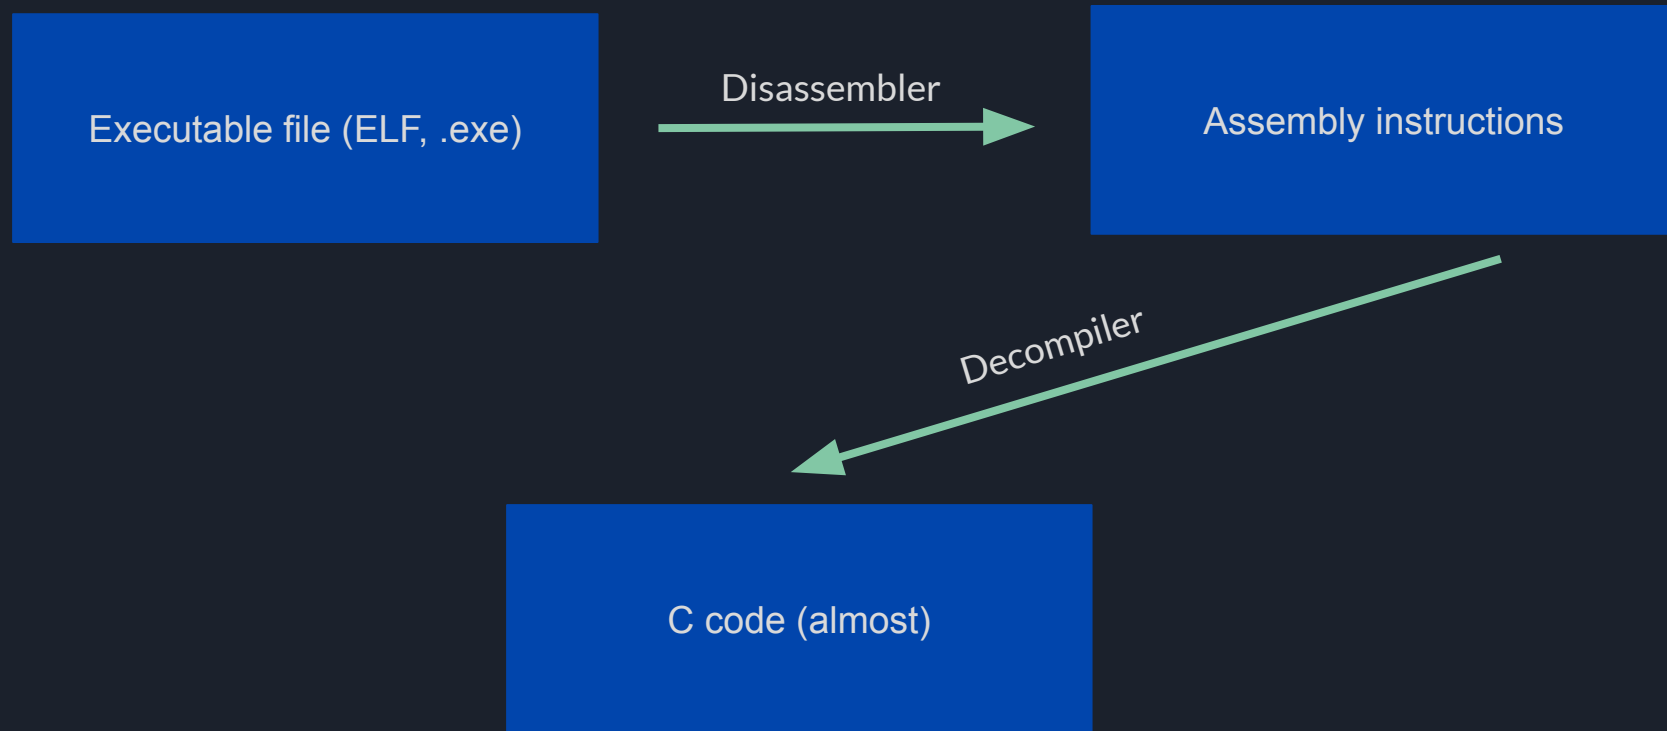 Executable file (ELF, .exe)
Disassembler
Assembly instructions
Decompiler
C code (almost)